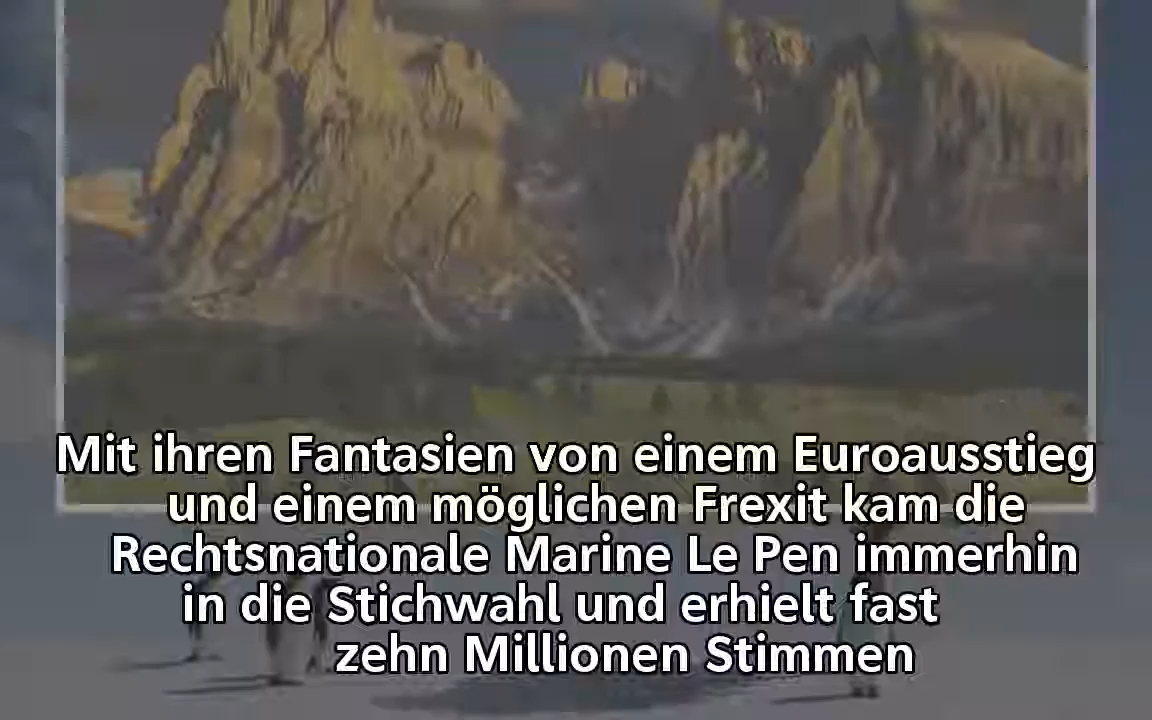 Mit ihren Fantasien von einem Euroausstieg
und einem möglichen Frexit kam die
Rechtsnationale Marine Le Pen immerhin
in die Stichwahl und erhielt fast
zehn Millionen Stimmen